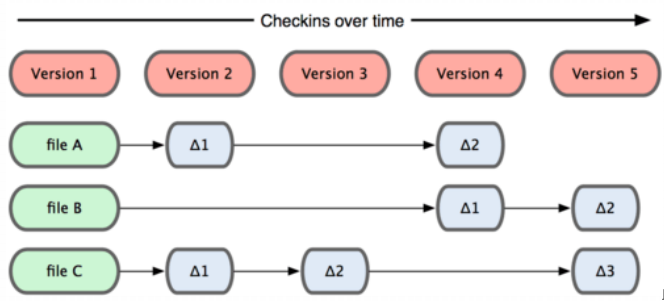 Checkins over time
Version 1 Version 2 Version 3 Version 4 Version 5
file A Δ1 Δ2
file B Δ1 Δ2
file C Δ1 Δ2 Δ3